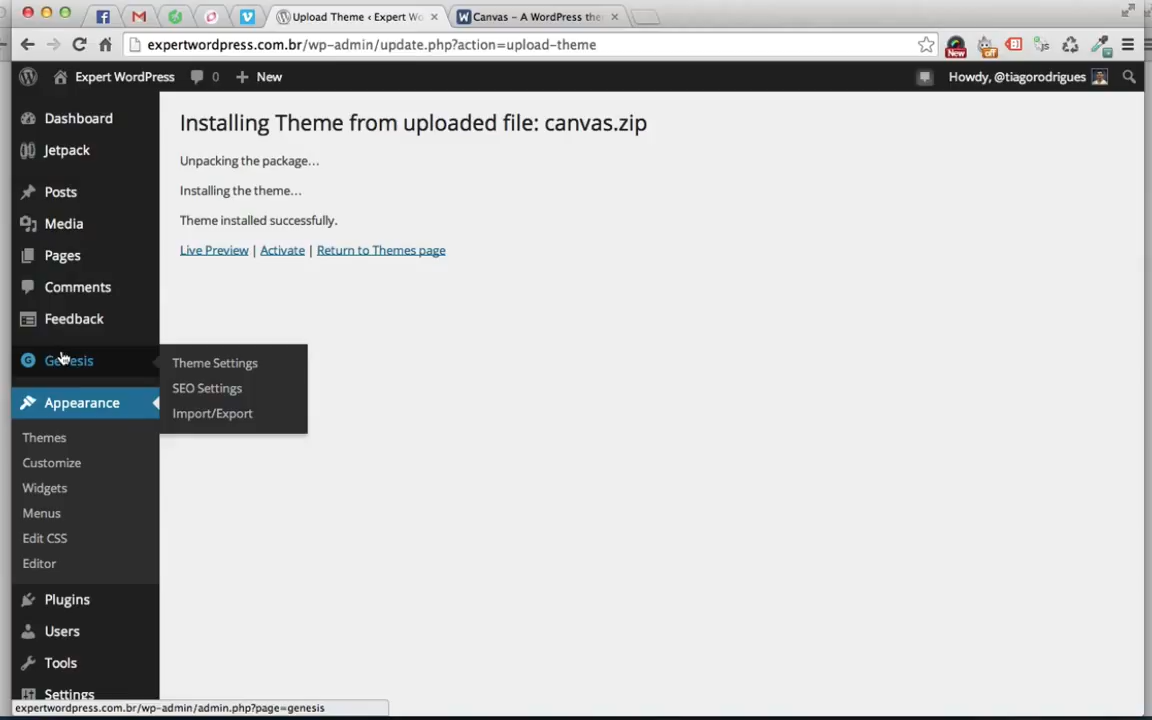 Upload Theme ‹ Expert Wo
Canvas – A WordPress the
expertwordpress.com.br/wp-admin/update.php?action=upload-theme
New
off
Expert WordPress
0
New
Howdy, @tiagorodrigues
Dashboard
Jetpack
Posts
Media
Pages
Comments
Feedback
Genesis
Appearance
Themes
Customize
Widgets
Menus
Edit CSS
Editor
Plugins
Users
Tools
Settings
Theme Settings
SEO Settings
Import/Export
Installing Theme from uploaded file: canvas.zip
Unpacking the package…
Installing the theme…
Theme installed successfully.
Live Preview | Activate | Return to Themes page
expertwordpress.com.br/wp-admin/admin.php?page=genesis